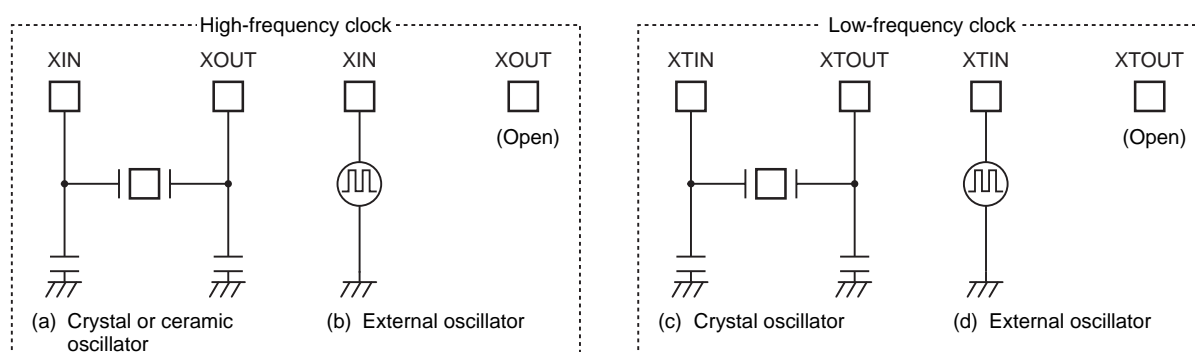 High-frequency clock
Low-frequency clock
XIN XOUT XIN XOUT
XTIN XTOUT XTIN XTOUT
(Open)
(Open)
(a) Crystal or ceramic
oscillator
(b) External oscillator
(c) Crystal oscillator
(d) External oscillator